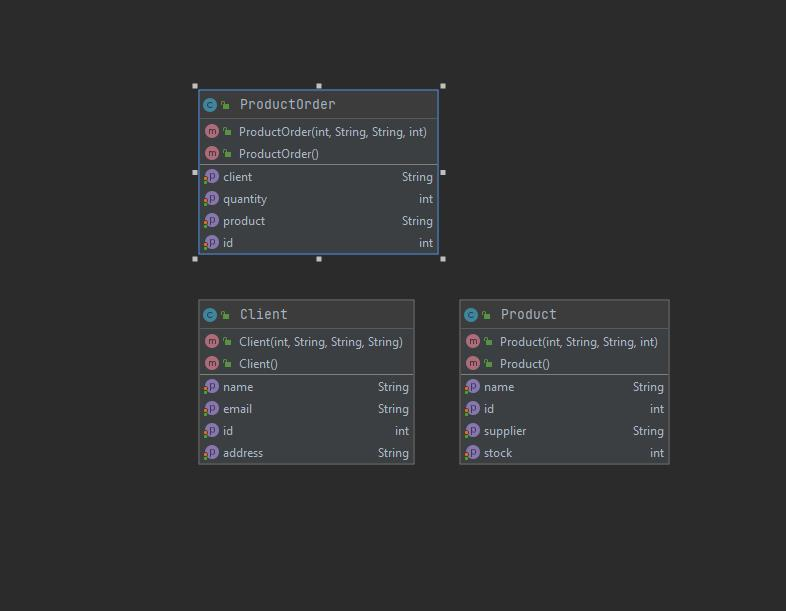 ProductOrder
ProductOrder(int, String, String, int)
ProductOrder()
client String
quantity int
product String
id int
Client
Client(int, String, String, String)
Client()
name String
email String
id int
address String
Product
Product(int, String, String, int)
Product()
name String
id int
supplier String
stock int